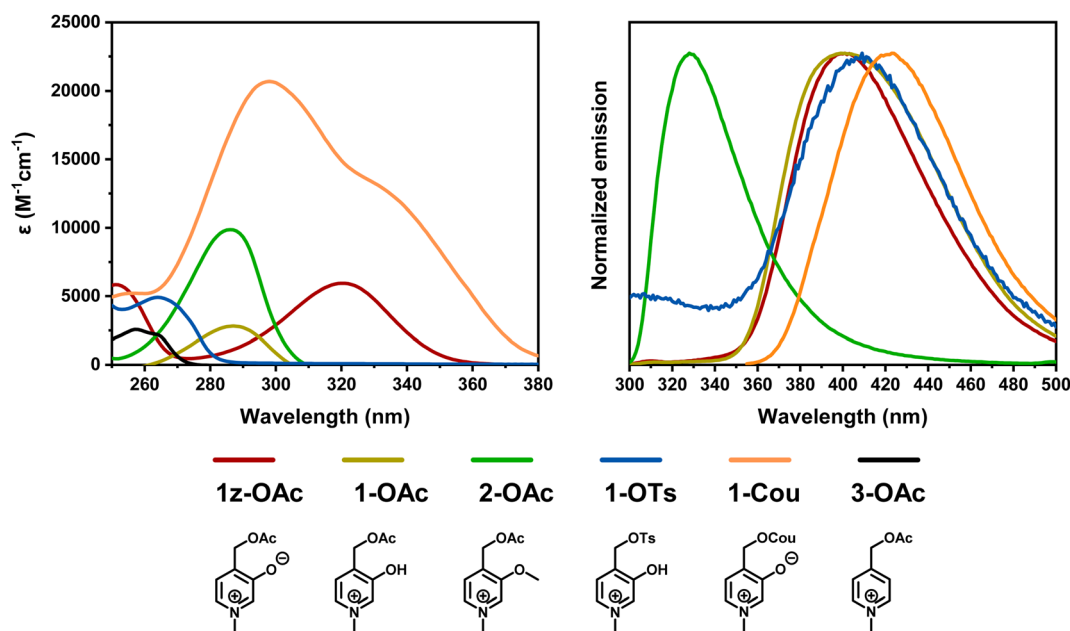 ε (M⁻¹cm⁻¹)
25000
20000
15000
10000
5000
0
260 280 300 320 340 360 380
Wavelength (nm)
Normalized emission
300 320 340 360 380 400 420 440 460 480 500
Wavelength (nm)
1z-OAc 1-OAc 2-OAc 1-OTs 1-Cou 3-OAc
OAc OAc OAc OTs OCou OAc
O⊖ OH O OH O⊖
⊕ ⊕ ⊕ ⊕ ⊕ ⊕
N N N N N N